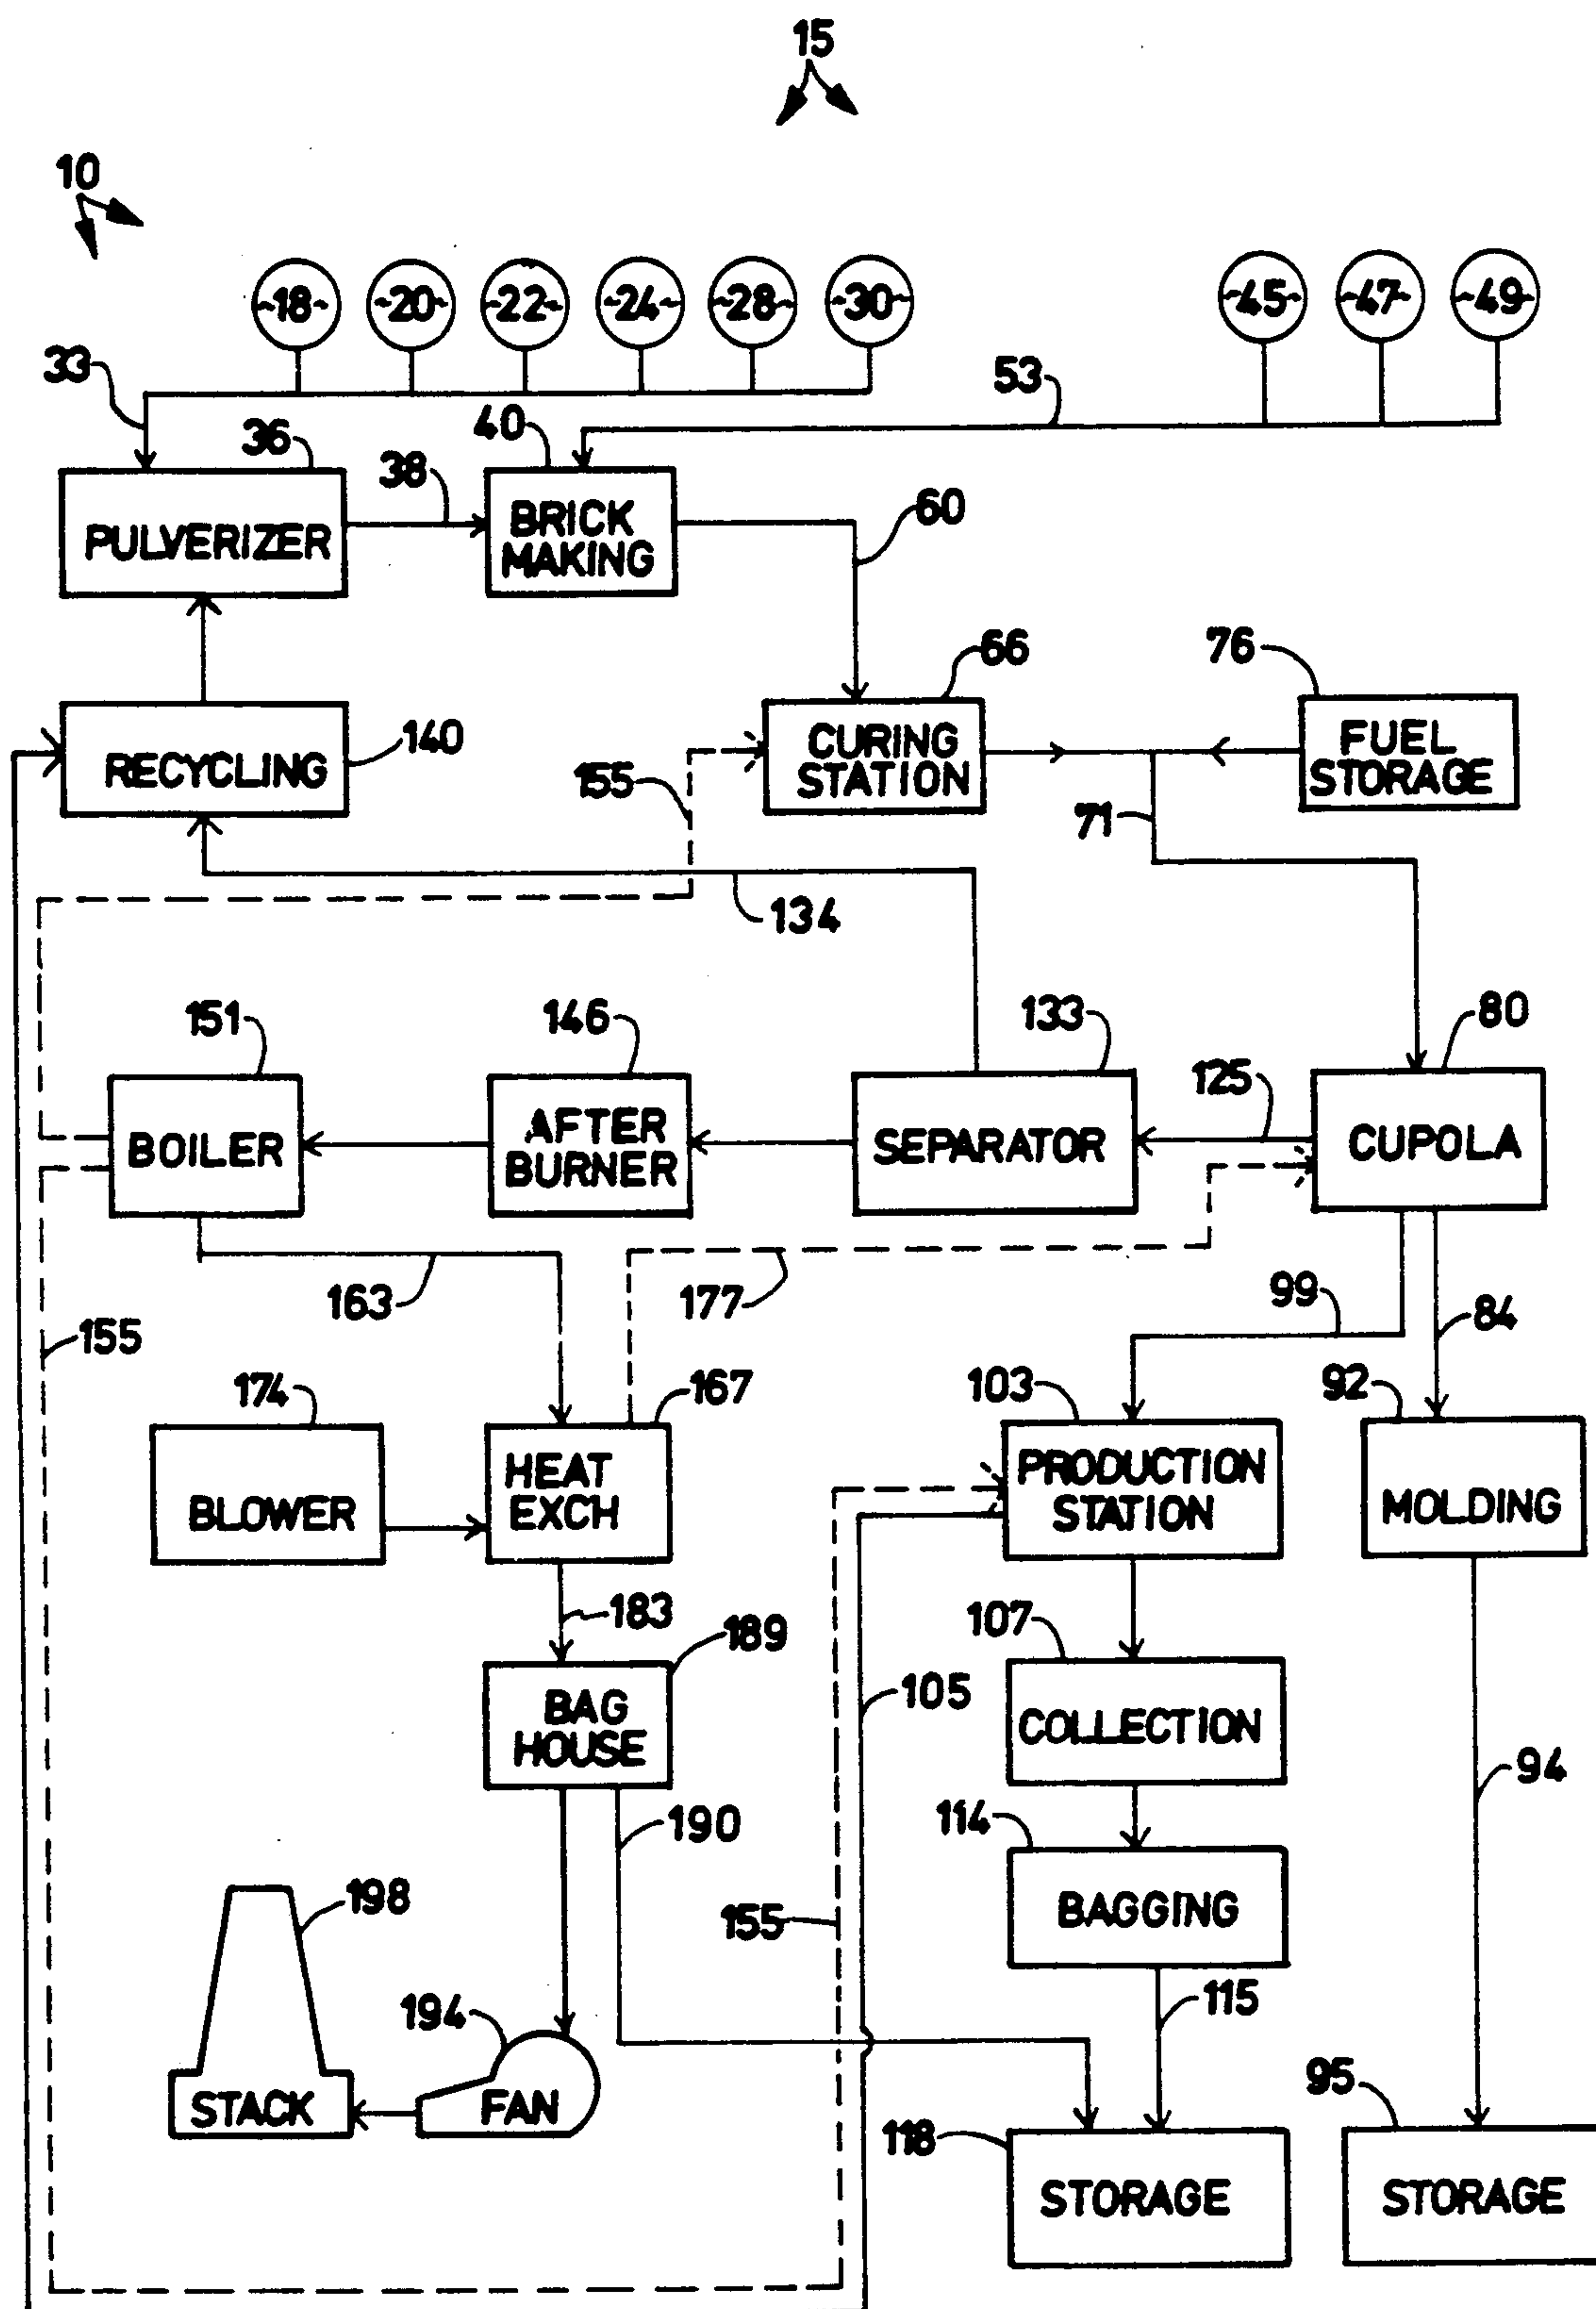 15
10
~18~
~20~
~22~
~24~
~28~
~30~
~45~
~47~
~49~
33
53
36
40
38
PULVERIZER
BRICK
MAKING
60
66
76
RECYCLING
140
CURING
STATION
FUEL
STORAGE
155
71
134
151
146
133
80
125
BOILER
AFTER
BURNER
SEPARATOR
CUPOLA
163
177
99
84
155
174
167
103
92
BLOWER
HEAT
EXCH
PRODUCTION
STATION
MOLDING
183
107
189
105
BAG
HOUSE
COLLECTION
94
190
114
198
155
BAGGING
194
115
STACK
FAN
95
118
STORAGE
STORAGE